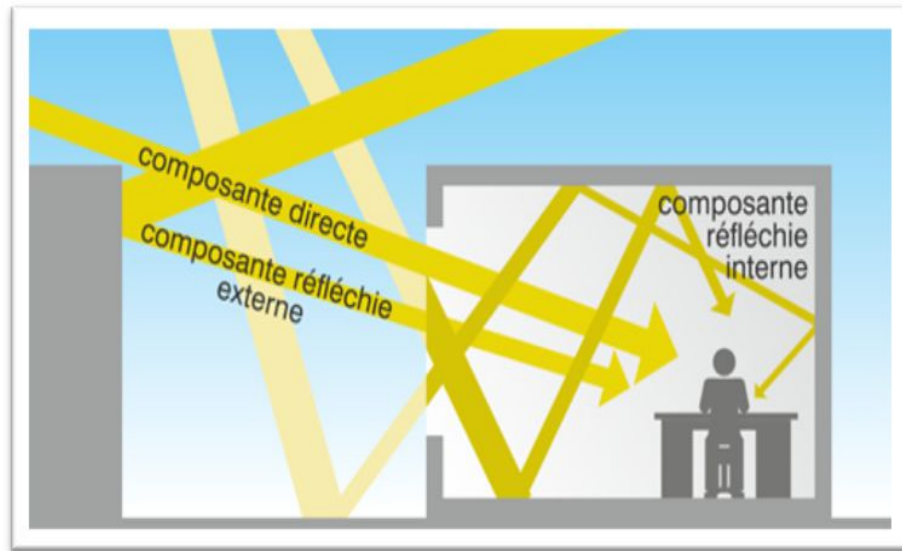 composante directe
composante réfléchie
externe
composante
réfléchie
interne